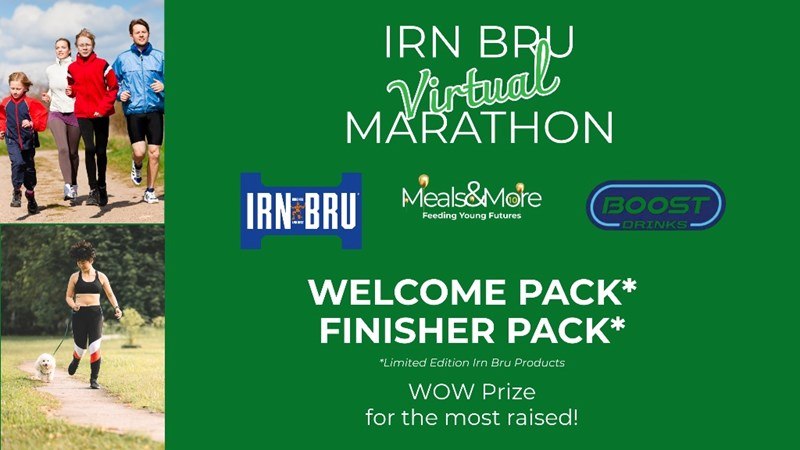 IRN BRU
Virtual
MARATHON
IRN BRU
Meals&More
10
Feeding Young Futures
BOOST
DRINKS
WELCOME PACK*
FINISHER PACK*
*Limited Edition Irn Bru Products
WOW Prize
for the most raised!